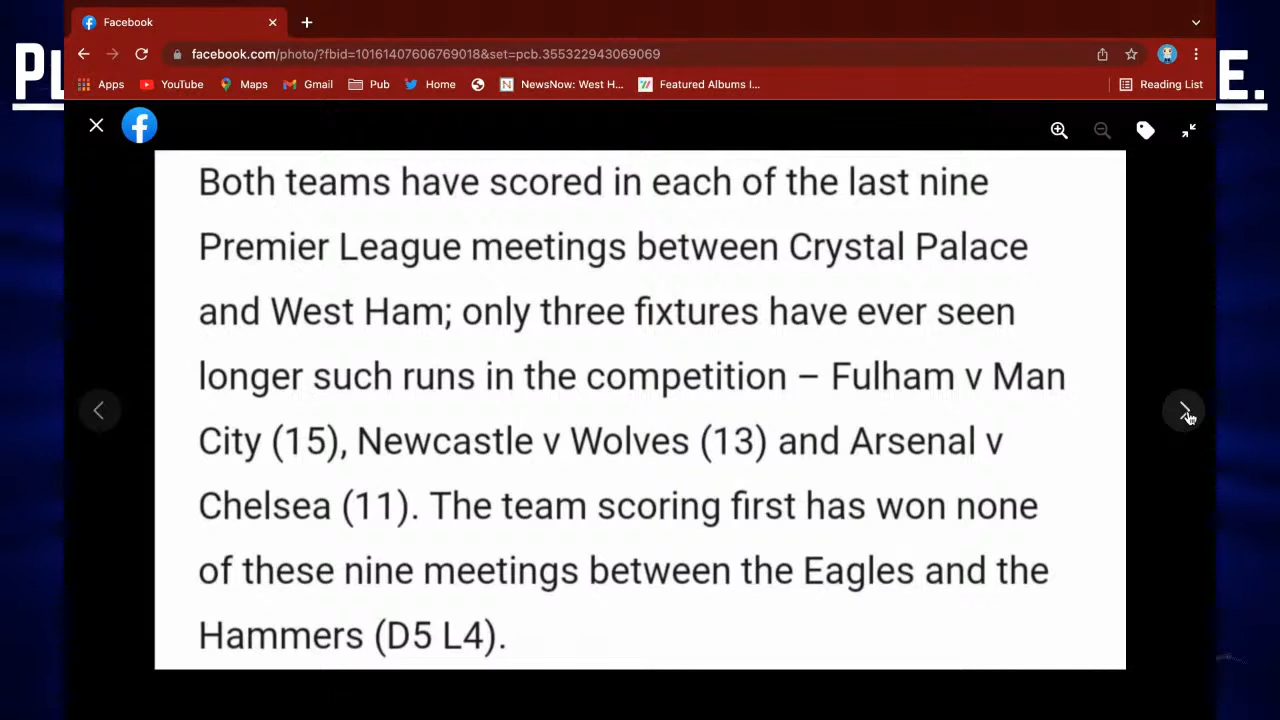 Facebook
facebook.com/photo/?fbid=10161407606769018&set=pcb.355322943069069
Apps YouTube Maps Gmail Pub Home NewsNow: West H... Featured Albums I... Reading List
PL E.
Both teams have scored in each of the last nine
Premier League meetings between Crystal Palace
and West Ham; only three fixtures have ever seen
longer such runs in the competition – Fulham v Man
City (15), Newcastle v Wolves (13) and Arsenal v
Chelsea (11). The team scoring first has won none
of these nine meetings between the Eagles and the
Hammers (D5 L4).